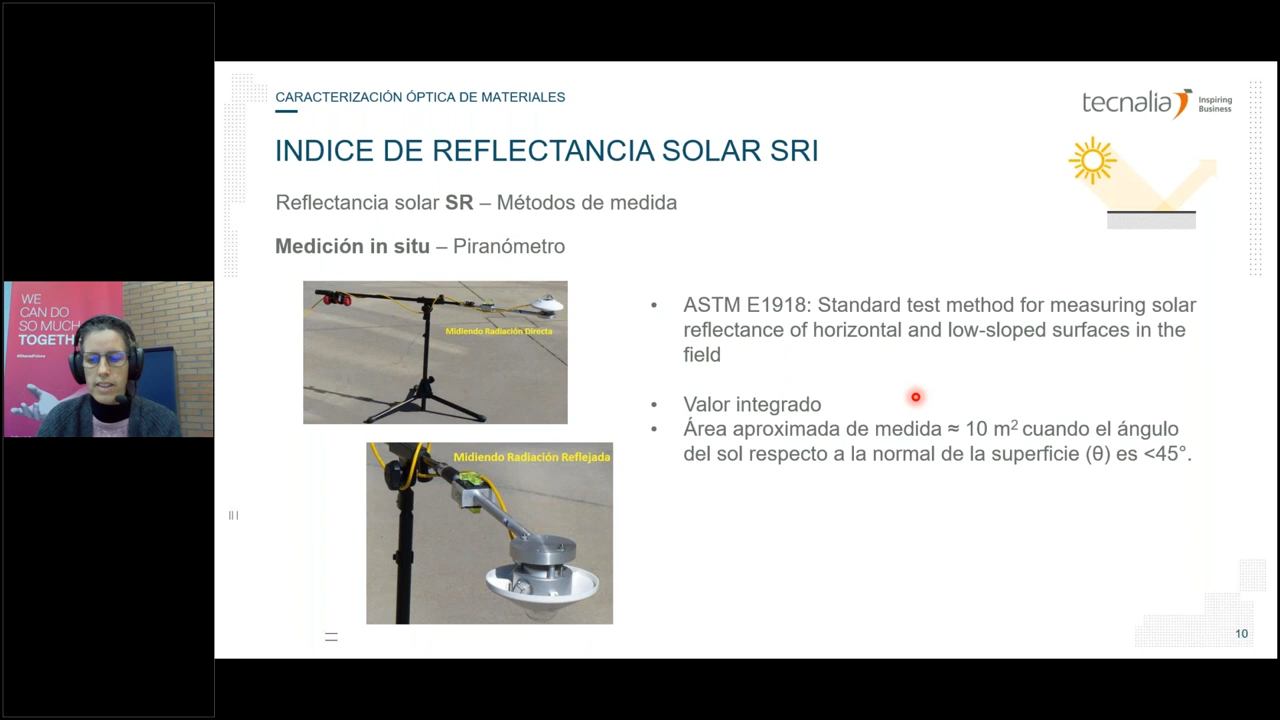 CARACTERIZACIÓN ÓPTICA DE MATERIALES
tecnalia Inspiring
Business
INDICE DE REFLECTANCIA SOLAR SRI
Reflectancia solar SR – Métodos de medida
Medición in situ – Piranómetro
Midiendo Radiación Directa
Midiendo Radiación Reflejada
• ASTM E1918: Standard test method for measuring solar
reflectance of horizontal and low-sloped surfaces in the
field
• Valor integrado
• Área aproximada de medida ≈ 10 m² cuando el ángulo
del sol respecto a la normal de la superficie (θ) es <45°.
10
WE
CAN DO
SO MUCH
TOGETH